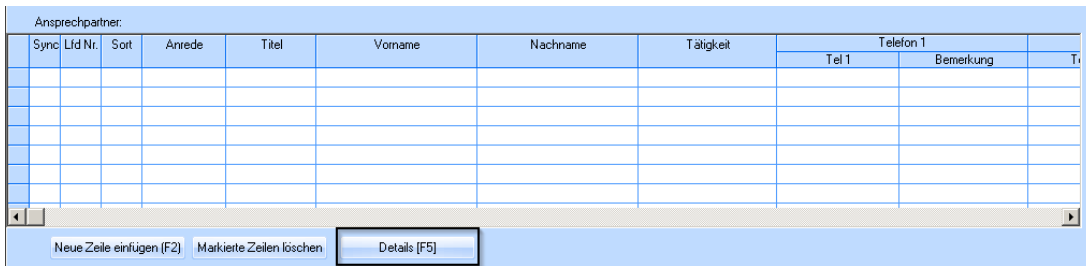 Ansprechpartner:
Sync Lfd Nr. Sort Anrede Titel Vorname Nachname Tätigkeit Telefon 1
Tel 1 Bemerkung
Neue Zeile einfügen (F2) Markierte Zeilen löschen Details [F5]